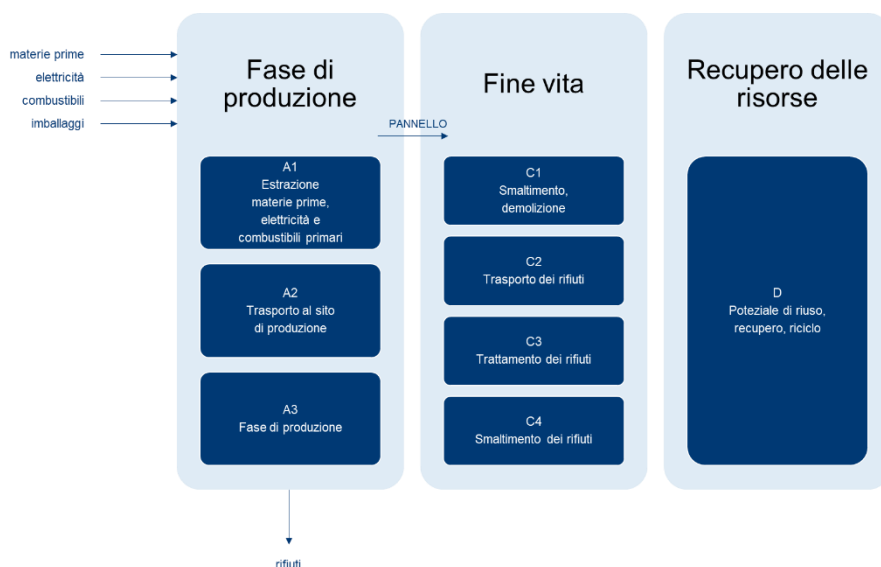 materie prime
elettricità
combustibili
imballaggi
Fase di
produzione
A1
Estrazione
materie prime,
elettricità e
combustibili primari
A2
Trasporto al sito
di produzione
A3
Fase di produzione
rifiuti
PANNELLO
Fine vita
C1
Smaltimento,
demolizione
C2
Trasporto dei rifiuti
C3
Trattamento dei rifiuti
C4
Smaltimento dei rifiuti
Recupero delle
risorse
D
Poteziale di riuso,
recupero, riciclo